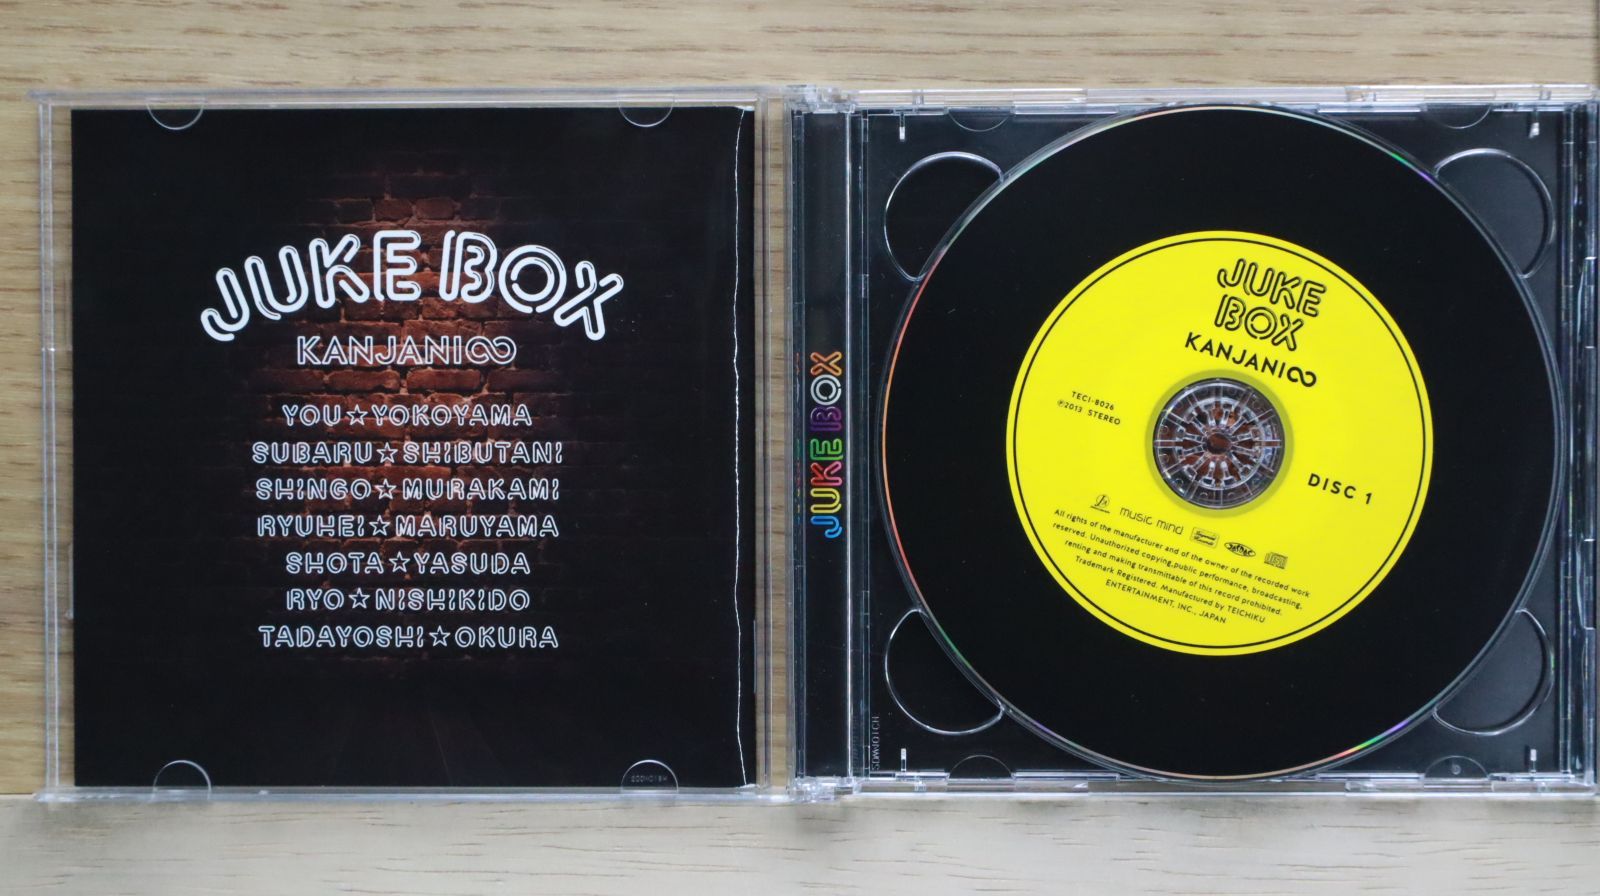 JUKE BOX
KANJANI∞
YOU☆YOKOYAMA
SUBARU☆SHIBUTANI
SHINGO☆MURAKAMI
RYUHEI☆MARUYAMA
SHOTA☆YASUDA
RYO☆NISHIKIDO
TADAYOSHI☆OKURA
JUKE BOX
JUKE
BOX
KANJANI∞
TECI-8026
℗2013 STEREO
DISC 1
music mind
All rights of the manufacturer and of the owner of the recorded work
reserved. Unauthorized copying,public performance, broadcasting,
renting and making transmittable of this record prohibited.
Trademark Registered. Manufactured by TEICHIKU
ENTERTAINMENT, INC., JAPAN